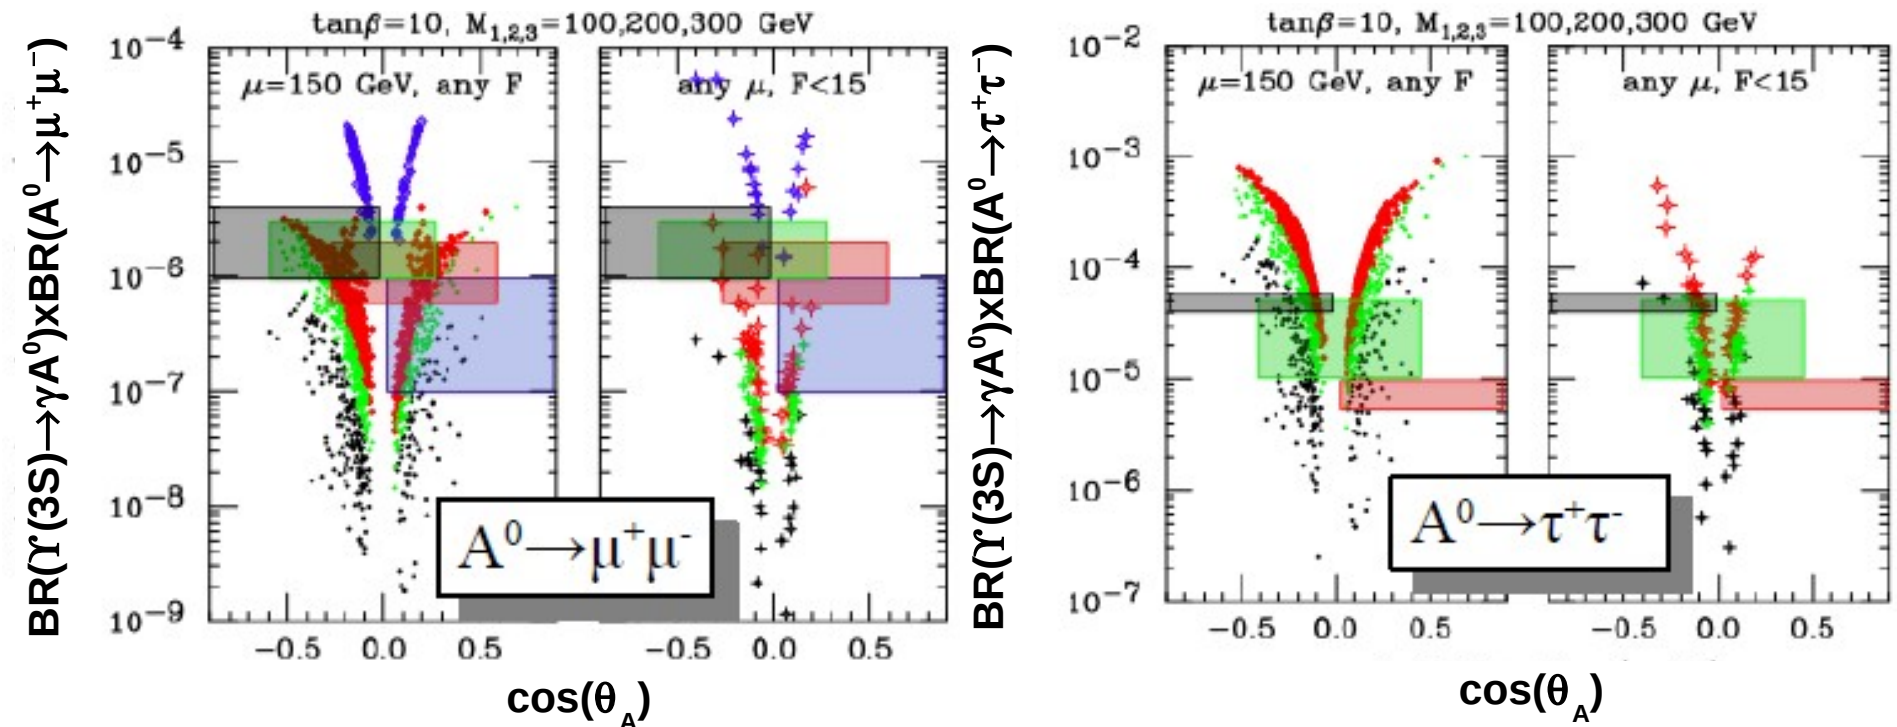 tanβ=10, M1,2,3=100,200,300 GeV
BR(ϒ(3S)→γA⁰)xBR(A⁰→μ⁺μ⁻)
10⁻⁴
10⁻⁵
10⁻⁶
10⁻⁷
10⁻⁸
10⁻⁹
μ=150 GeV, any F
any μ, F<15
A⁰→μ⁺μ⁻
−0.5 0.0 0.5 −0.5 0.0 0.5
cos(θ_A)
tanβ=10, M1,2,3=100,200,300 GeV
BR(ϒ(3S)→γA⁰)xBR(A⁰→τ⁺τ⁻)
10⁻²
10⁻³
10⁻⁴
10⁻⁵
10⁻⁶
10⁻⁷
μ=150 GeV, any F
any μ, F<15
A⁰→τ⁺τ⁻
−0.5 0.0 0.5 −0.5 0.0 0.5
cos(θ_A)